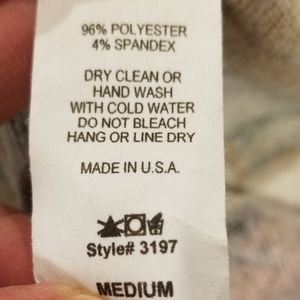 96% POLYESTER
4% SPANDEX
DRY CLEAN OR
HAND WASH
WITH COLD WATER
DO NOT BLEACH
HANG OR LINE DRY
MADE IN U.S.A.
Style# 3197
MEDIUM